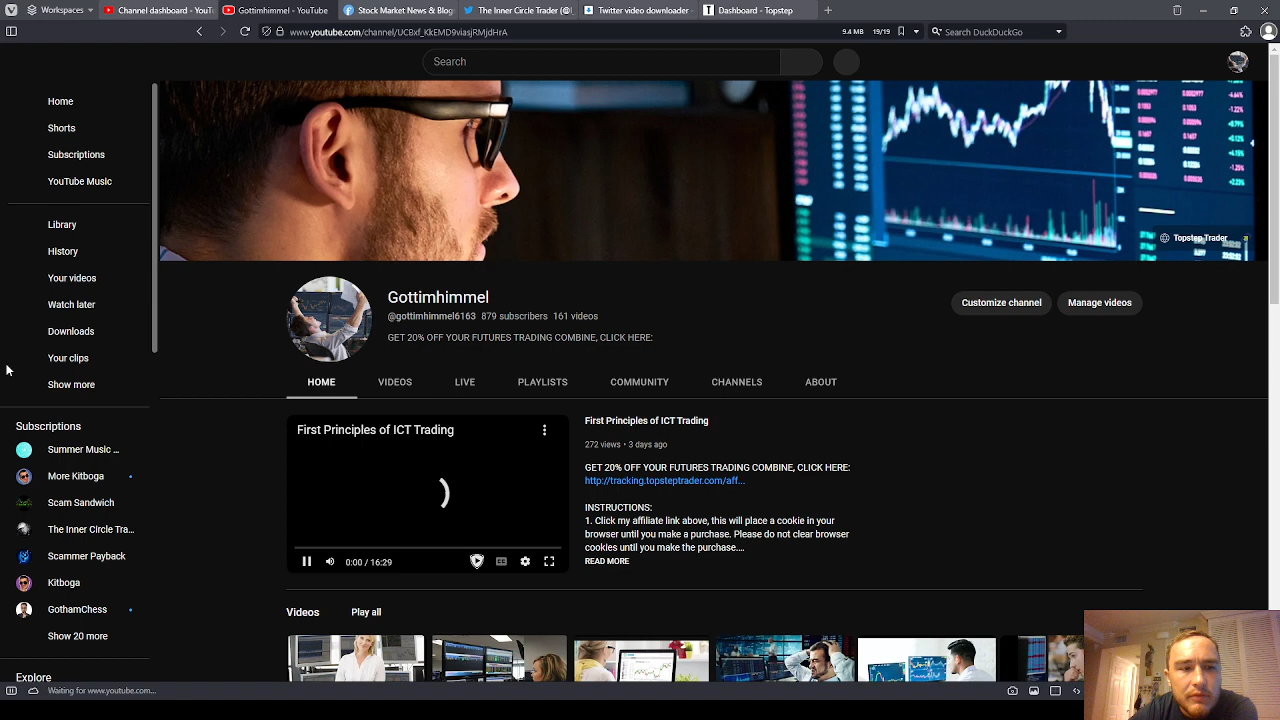 Workspaces
Channel dashboard - YouT
Gottimhimmel - YouTube
Stock Market News & Blog
The Inner Circle Trader (@I
Twitter video downloader
Dashboard - Topstep
www.youtube.com/channel/UCBxf_KkEMD9viasjRMjdHrA
9.4 MB
19/19
Search DuckDuckGo
Search
Home
Shorts
Subscriptions
YouTube Music
Library
History
Your videos
Watch later
Downloads
Your clips
Show more
Subscriptions
Summer Music ...
More Kitboga
Scam Sandwich
The Inner Circle Tra...
Scammer Payback
Kitboga
GothamChess
Show 20 more
Topstep Trader
Gottimhimmel
@gottimhimmel6163 879 subscribers 161 videos
GET 20% OFF YOUR FUTURES TRADING COMBINE, CLICK HERE:
Customize channel
Manage videos
HOME
VIDEOS
LIVE
PLAYLISTS
COMMUNITY
CHANNELS
ABOUT
First Principles of ICT Trading
0:00 / 16:29
First Principles of ICT Trading
272 views • 3 days ago
GET 20% OFF YOUR FUTURES TRADING COMBINE, CLICK HERE:
http://tracking.topsteptrader.com/aff...
INSTRUCTIONS:
1. Click my affiliate link above, this will place a cookie in your
browser until you make a purchase. Please do not clear browser
cookies until you make the purchase....
READ MORE
Videos
Play all
Waiting for www.youtube.com...